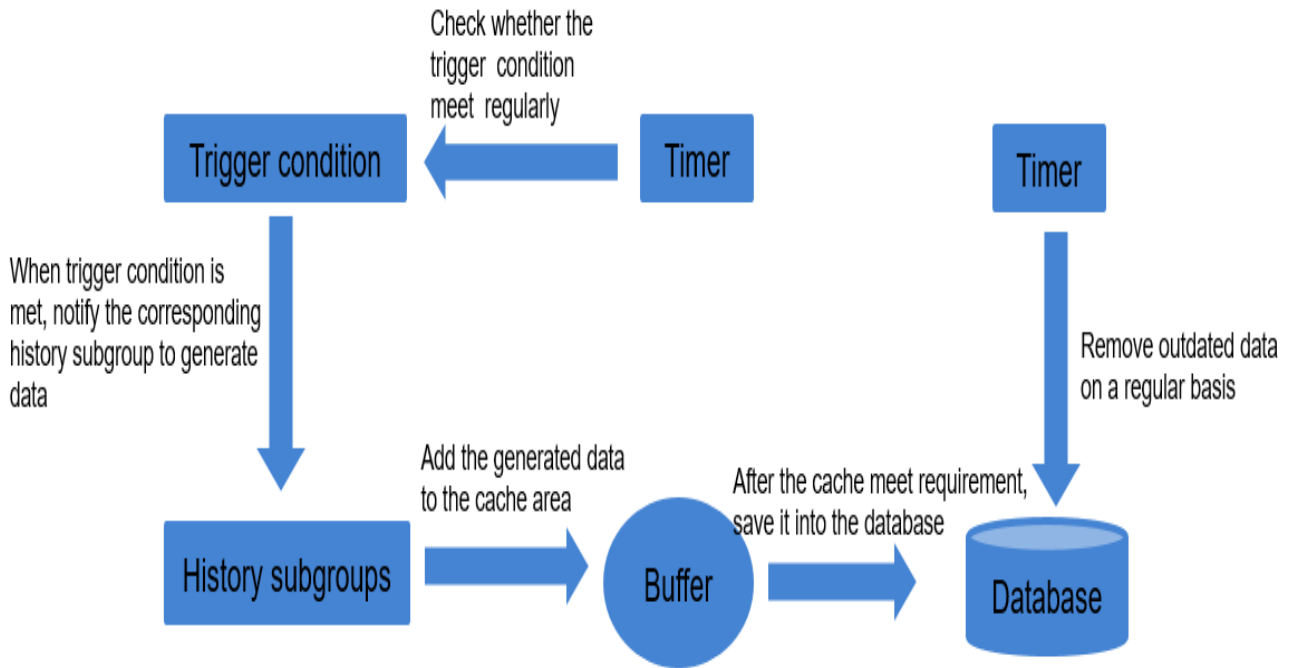 Check whether the
trigger condition
meet regularly
Trigger condition
Timer
Timer
When trigger condition is
met, notify the corresponding
history subgroup to generate
data
Remove outdated data
on a regular basis
Add the generated data
to the cache area
After the cache meet requirement,
save it into the database
History subgroups
Buffer
Database